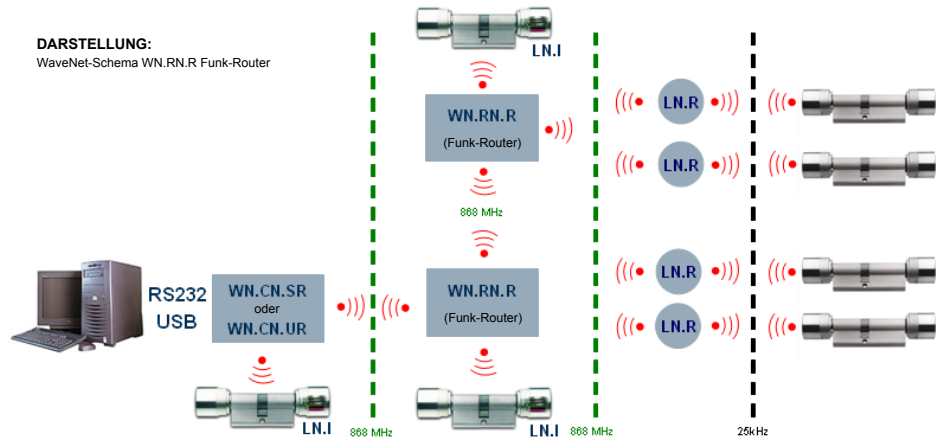 DARSTELLUNG:
WaveNet-Schema WN.RN.R Funk-Router
LN.I
WN.RN.R
(Funk-Router)
LN.R
LN.R
868 MHz
RS232
USB
WN.CN.SR
oder
WN.CN.UR
WN.RN.R
(Funk-Router)
LN.R
LN.R
LN.I
868 MHz
LN.I
868 MHz
25kHz